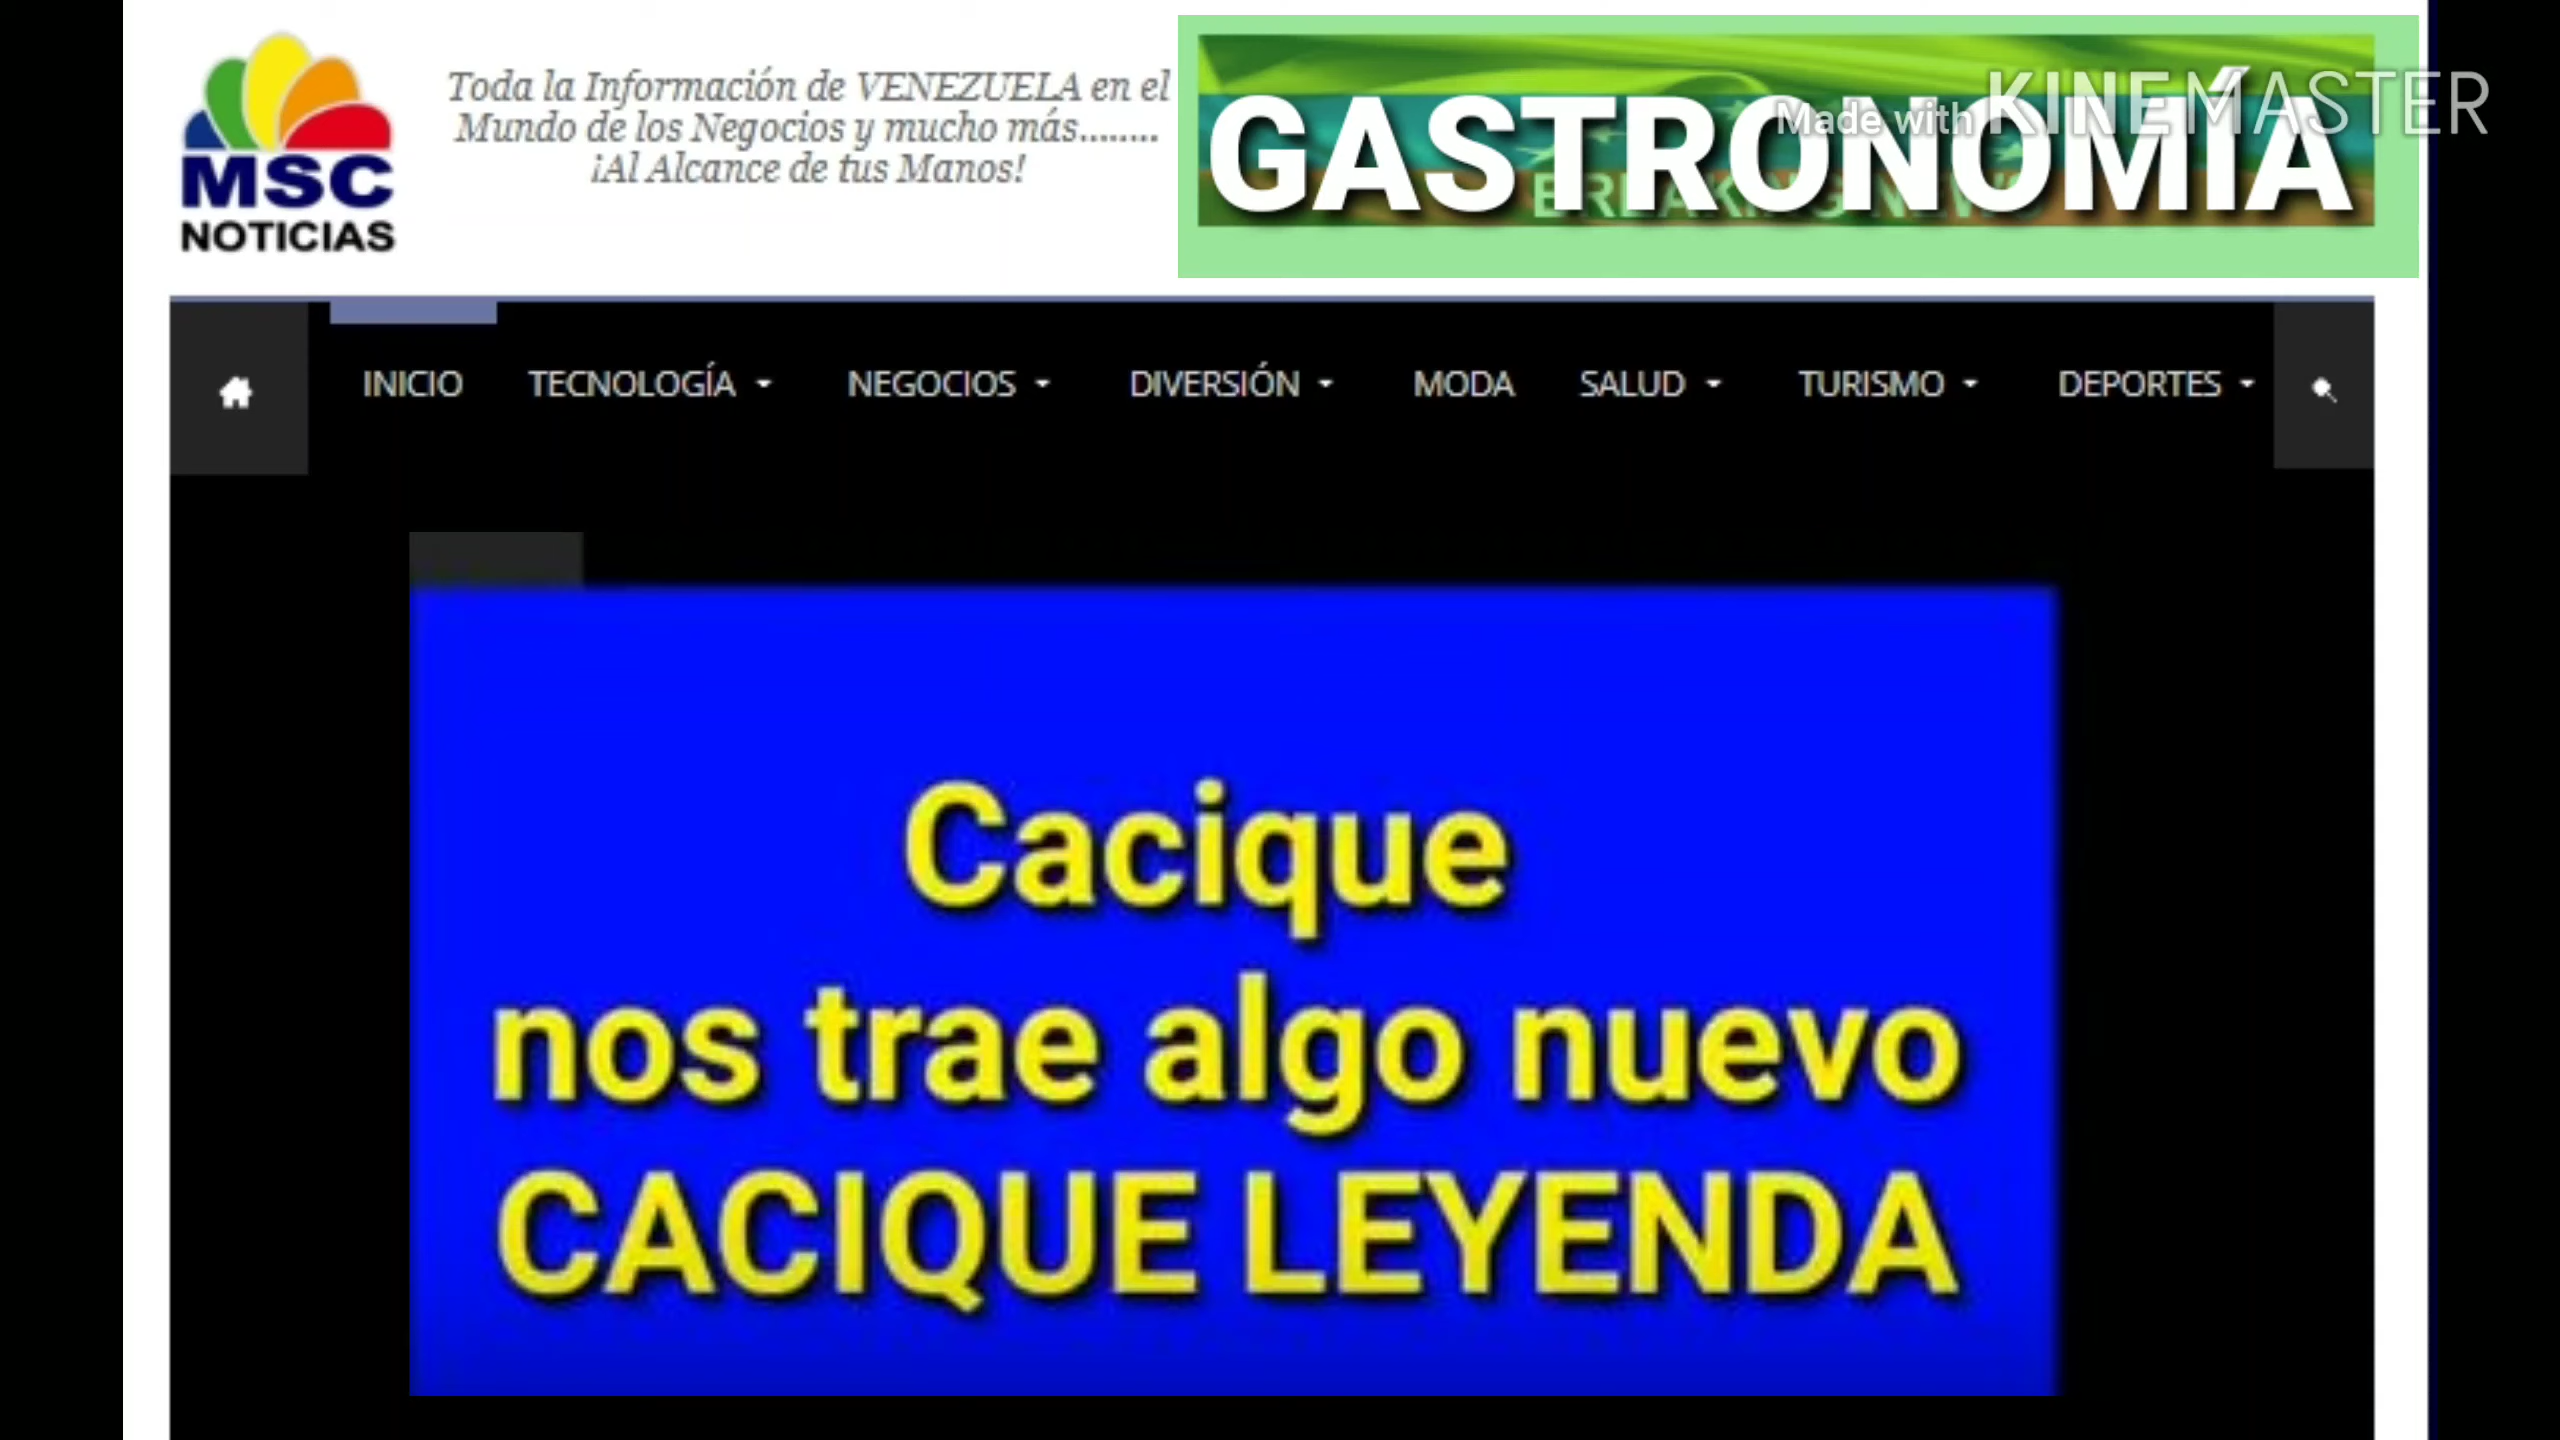 MSC
NOTICIAS
Toda la Información de VENEZUELA en el
Mundo de los Negocios y mucho más........
¡Al Alcance de tus Manos!
GASTRONOMÍA
BREAKING NEWS
Made with KINEMASTER
INICIO TECNOLOGÍA NEGOCIOS DIVERSIÓN MODA SALUD TURISMO DEPORTES
Cacique
nos trae algo nuevo
CACIQUE LEYENDA